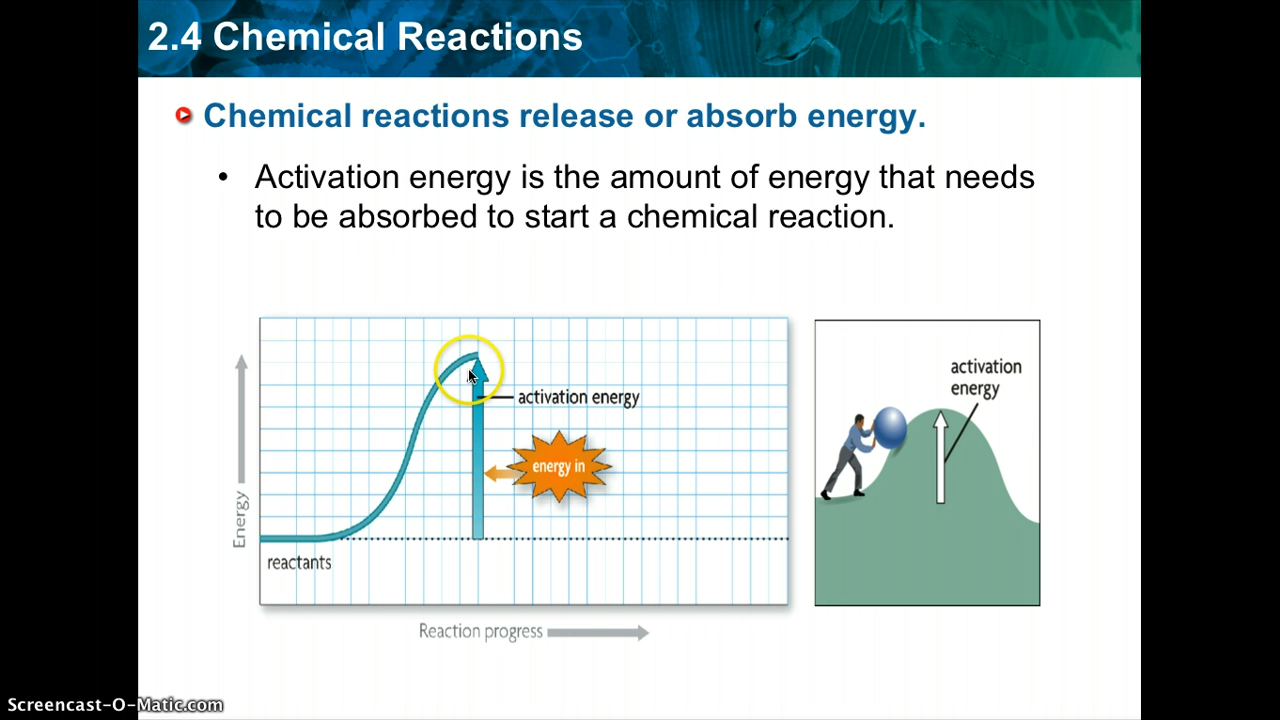 2.4 Chemical Reactions
Chemical reactions release or absorb energy.
• Activation energy is the amount of energy that needs
to be absorbed to start a chemical reaction.
activation energy
energy in
reactants
Energy
Reaction progress
activation
energy
Screencast-O-Matic.com